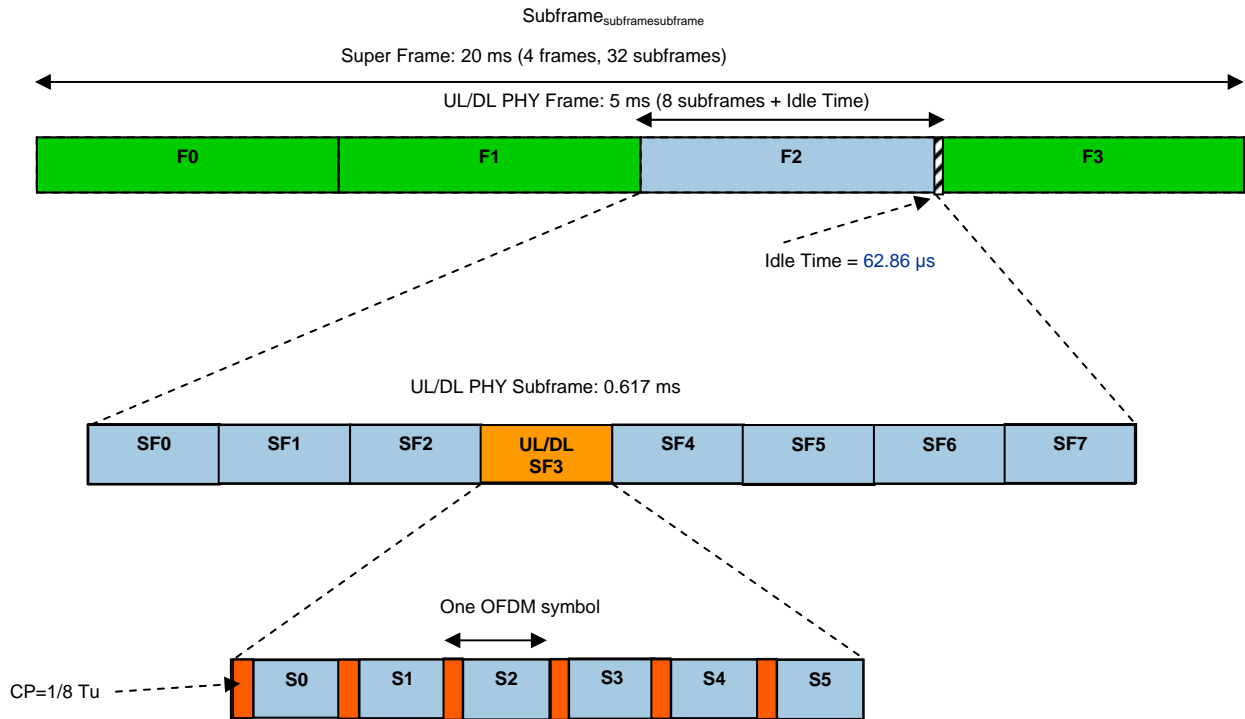 Subframesubframesubframe
Super Frame: 20 ms (4 frames, 32 subframes)
UL/DL PHY Frame: 5 ms (8 subframes + Idle Time)
F0 F1 F2 F3
Idle Time = 62.86 µs
UL/DL PHY Subframe: 0.617 ms
SF0 SF1 SF2 UL/DL SF4 SF5 SF6 SF7
SF3
One OFDM symbol
S0 S1 S2 S3 S4 S5
CP=1/8 Tu